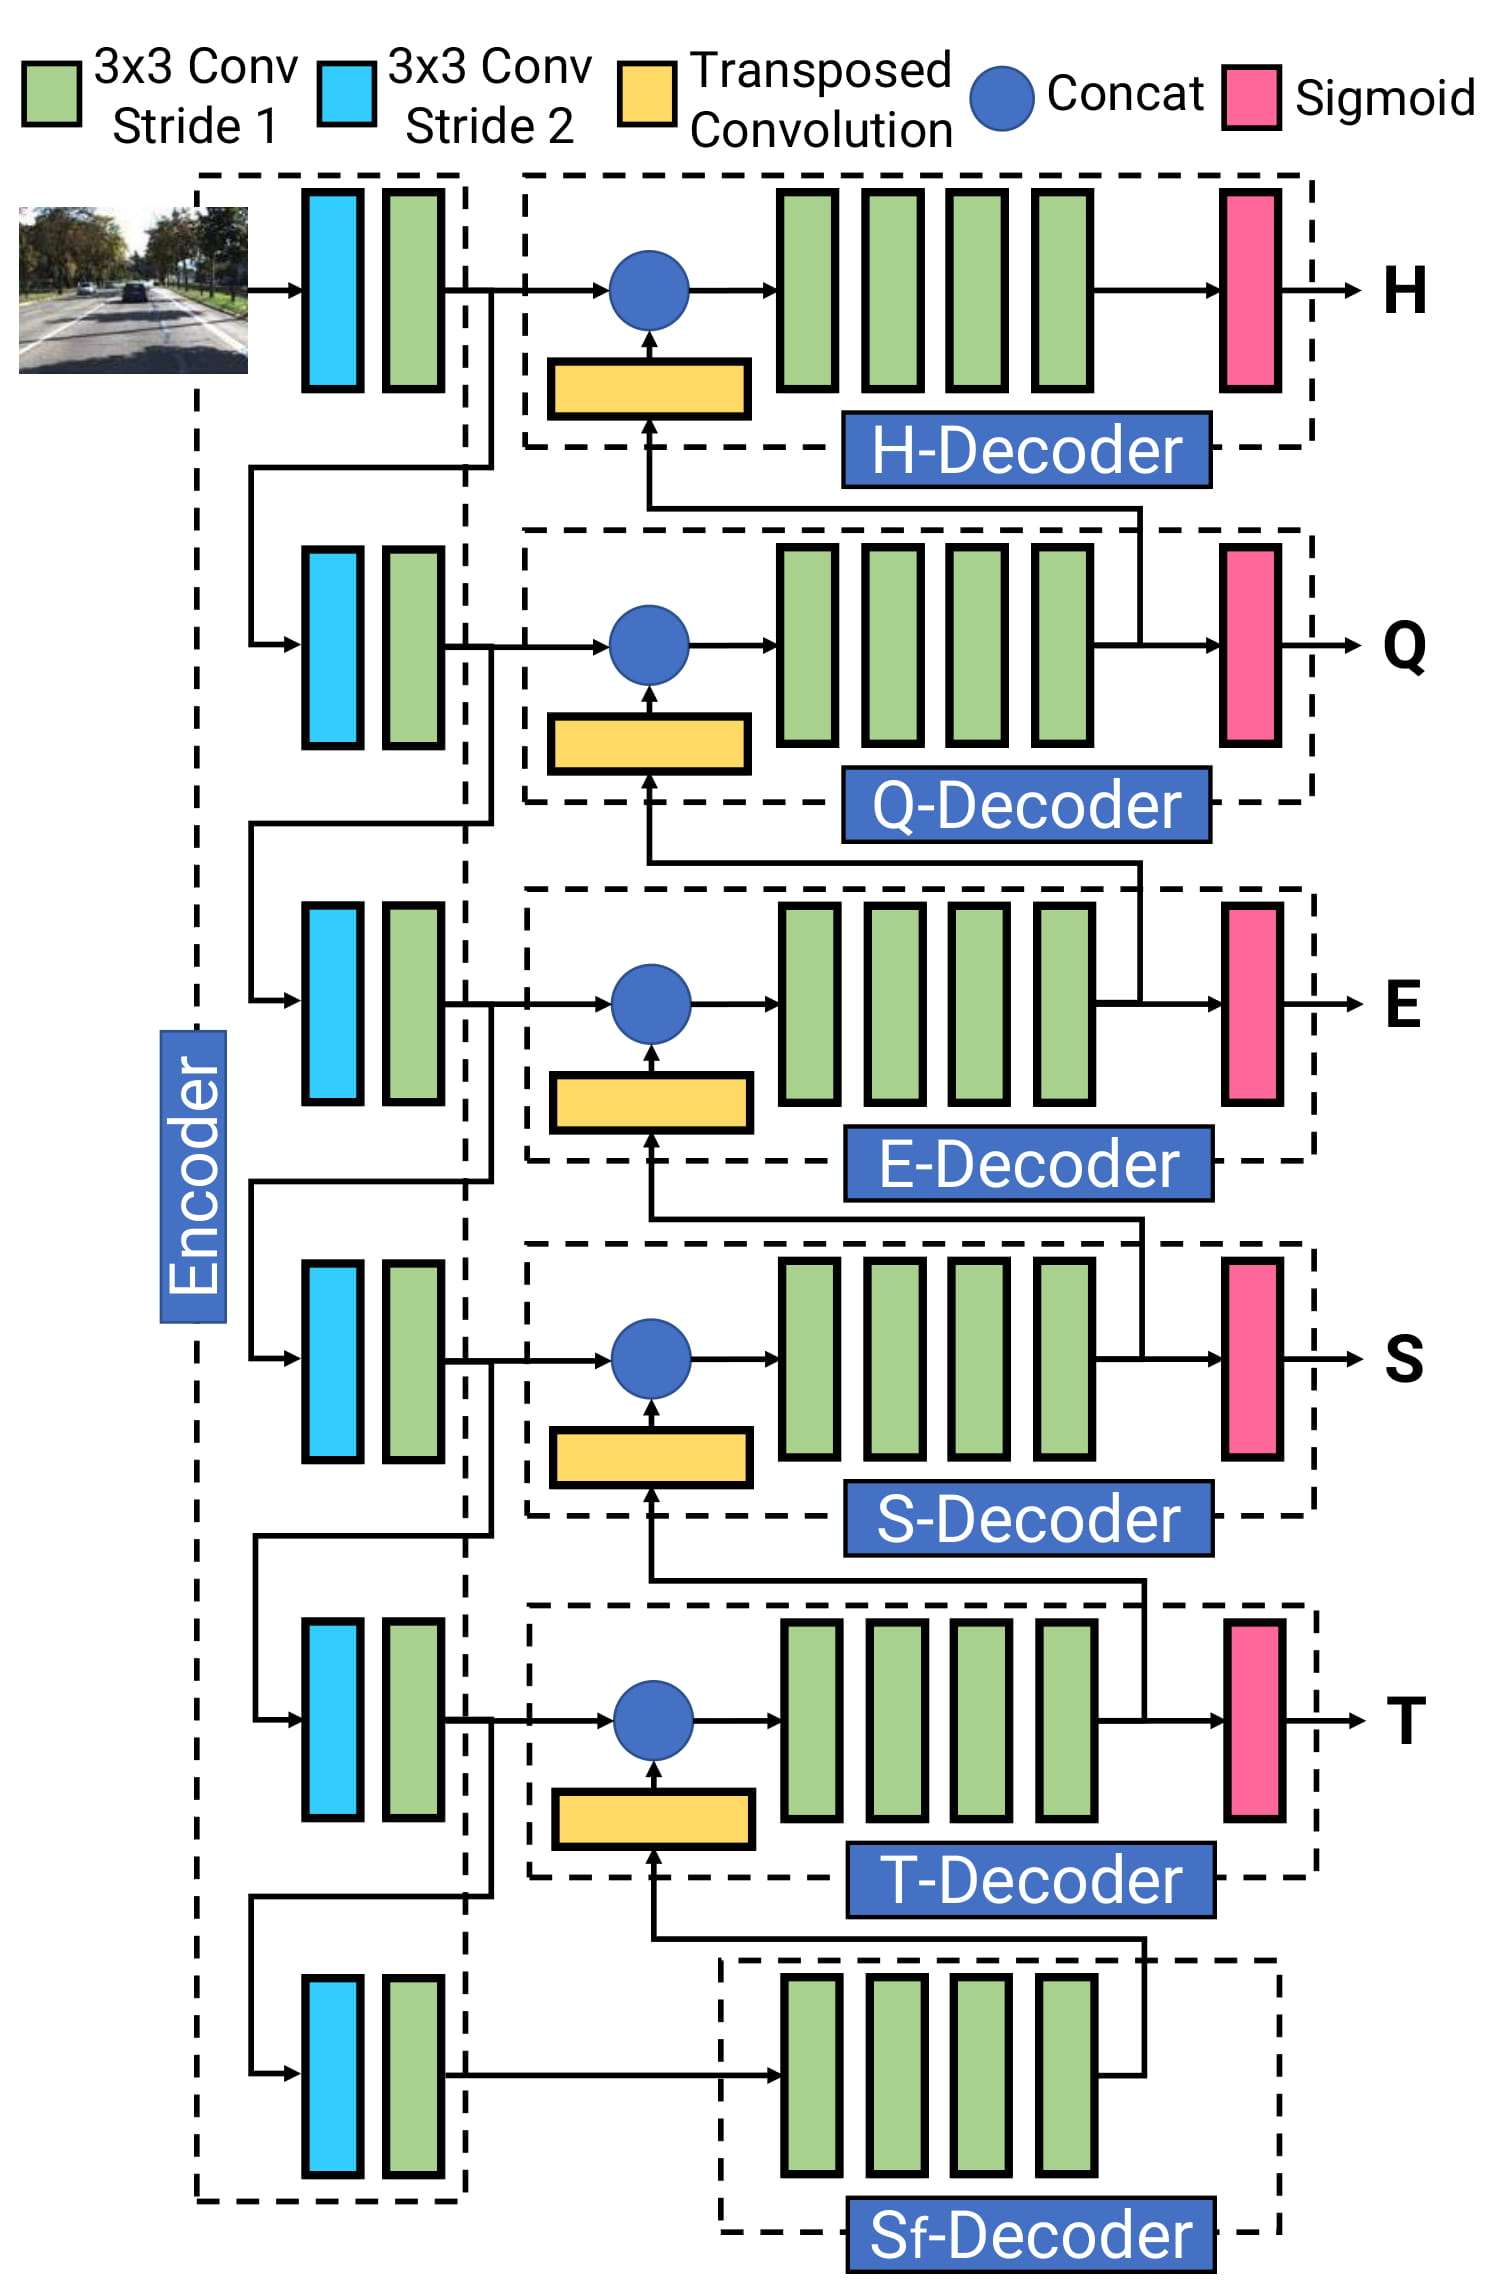 3x3 Conv
Stride 1
3x3 Conv
Stride 2
Transposed
Convolution
Concat
Sigmoid
H
H-Decoder
Q
Q-Decoder
E
E-Decoder
Encoder
S
S-Decoder
T
T-Decoder
Sf-Decoder